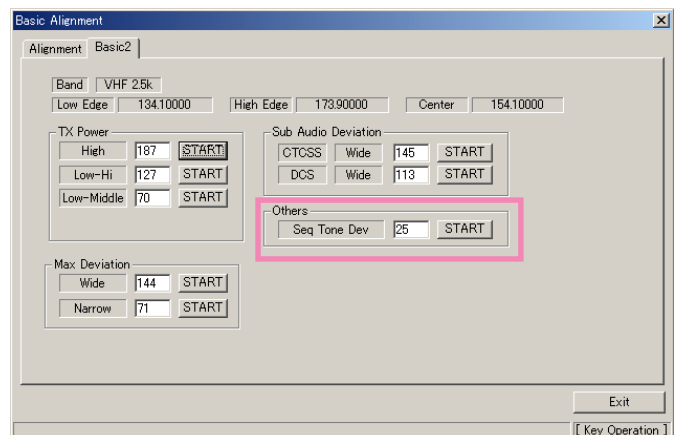 Basic Alignment
Alignment Basic2
Band VHF 2.5k
Low Edge 134.10000 High Edge 173.90000 Center 154.10000
TX Power
High 187 START
Low-Hi 127 START
Low-Middle 70 START
Sub Audio Deviation
CTCSS Wide 145 START
DCS Wide 113 START
Others
Seq Tone Dev 25 START
Max Deviation
Wide 144 START
Narrow 71 START
Exit
[ Key Operation ]